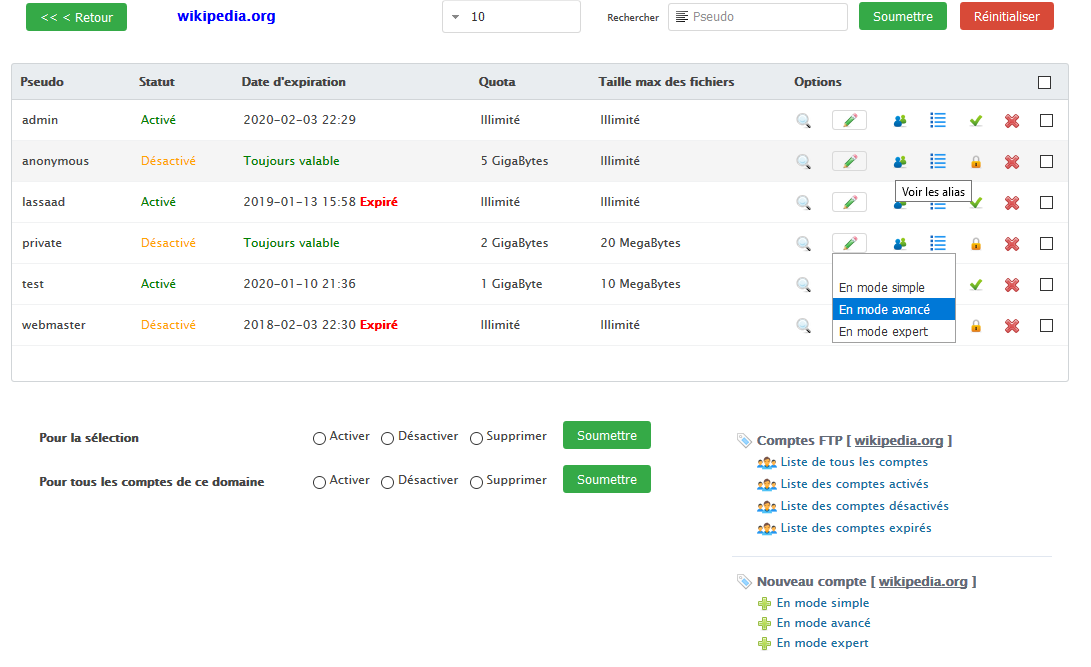 << < Retour wikipedia.org 10 Rechercher Pseudo Soumettre Réinitialiser
Pseudo Statut Date d'expiration Quota Taille max des fichiers Options
admin Activé 2020-02-03 22:29 Illimité Illimité
anonymous Désactivé Toujours valable 5 GigaBytes Illimité
Voir les alias
lassaad Activé 2019-01-13 15:58 Expiré Illimité Illimité
private Désactivé Toujours valable 2 GigaBytes 20 MegaBytes
test Activé 2020-01-10 21:36 1 GigaByte 10 MegaBytes
En mode simple
En mode avancé
webmaster Désactivé 2018-02-03 22:30 Expiré Illimité Illimité
En mode expert
Pour la sélection Activer Désactiver Supprimer Soumettre
Pour tous les comptes de ce domaine Activer Désactiver Supprimer Soumettre
Comptes FTP [ wikipedia.org ]
Liste de tous les comptes
Liste des comptes activés
Liste des comptes désactivés
Liste des comptes expirés
Nouveau compte [ wikipedia.org ]
En mode simple
En mode avancé
En mode expert